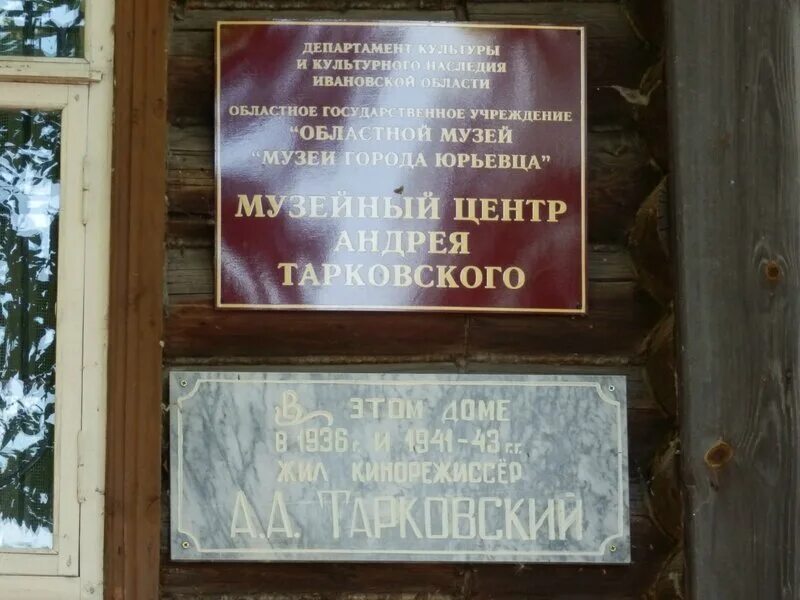 ДЕПАРТАМЕНТ КУЛЬТУРЫ
И КУЛЬТУРНОГО НАСЛЕДИЯ
ИВАНОВСКОЙ ОБЛАСТИ
ОБЛАСТНОЕ ГОСУДАРСТВЕННОЕ УЧРЕЖДЕНИЕ
"ОБЛАСТНОЙ МУЗЕЙ
"МУЗЕИ ГОРОДА ЮРЬЕВЦА"
МУЗЕЙНЫЙ ЦЕНТР
АНДРЕЯ
ТАРКОВСКОГО
В ЭТОМ ДОМЕ
В 1936 г. И 1941-43 г.г.
ЖИЛ КИНОРЕЖИССЁР
А.А. ТАРКОВСКИЙ